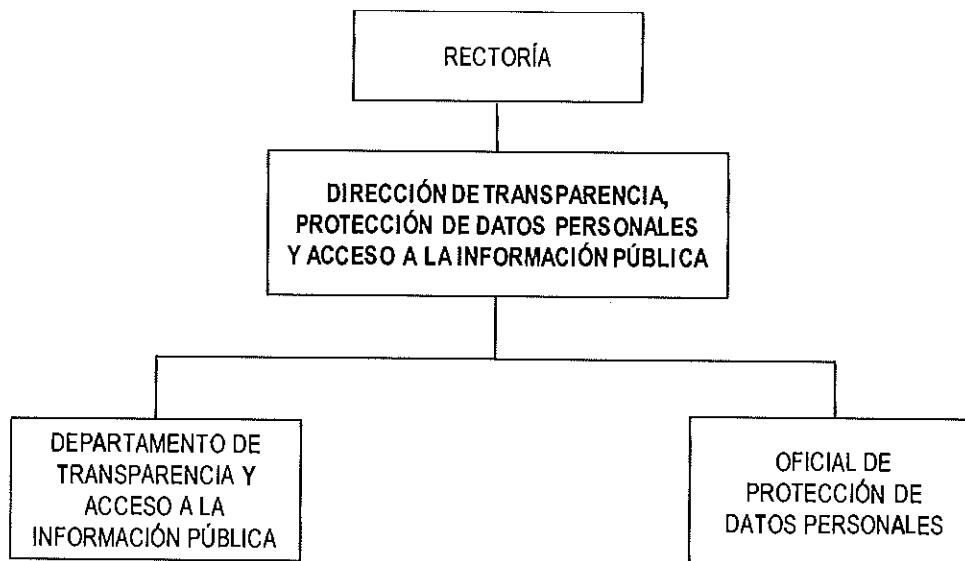 RECTORÍA
DIRECCIÓN DE TRANSPARENCIA,
PROTECCIÓN DE DATOS PERSONALES
Y ACCESO A LA INFORMACIÓN PÚBLICA
DEPARTAMENTO DE
TRANSPARENCIA Y
ACCESO A LA
INFORMACIÓN PÚBLICA
OFICIAL DE
PROTECCIÓN DE
DATOS PERSONALES